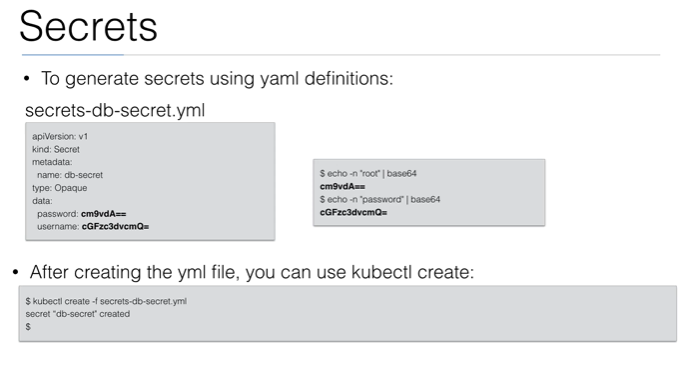 Secrets
• To generate secrets using yaml definitions:
secrets-db-secret.yml
apiVersion: v1
kind: Secret
metadata:
  name: db-secret
type: Opaque
data:
  password: cm9vdA==
  username: cGFzc3dvcmQ=
$ echo -n "root" | base64
cm9vdA==
$ echo -n "password" | base64
cGFzc3dvcmQ=
• After creating the yml file, you can use kubectl create:
$ kubectl create -f secrets-db-secret.yml
secret "db-secret" created
$